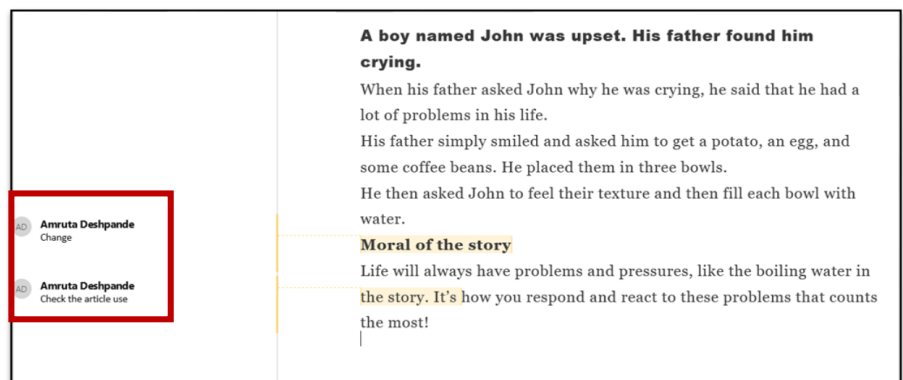 A boy named John was upset. His father found him
crying.
When his father asked John why he was crying, he said that he had a
lot of problems in his life.
His father simply smiled and asked him to get a potato, an egg, and
some coffee beans. He placed them in three bowls.
He then asked John to feel their texture and then fill each bowl with
water.
AD Amruta Deshpande
Change
Moral of the story
Life will always have problems and pressures, like the boiling water in
AD Amruta Deshpande
Check the article use
the story. It’s how you respond and react to these problems that counts
the most!